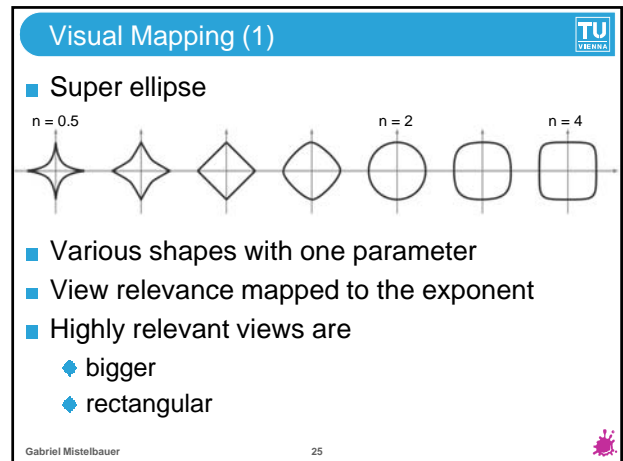 Visual Mapping (1)
TU
VIENNA
Super ellipse
n = 0.5 n = 2 n = 4
Various shapes with one parameter
View relevance mapped to the exponent
Highly relevant views are
bigger
rectangular
Gabriel Mistelbauer 25